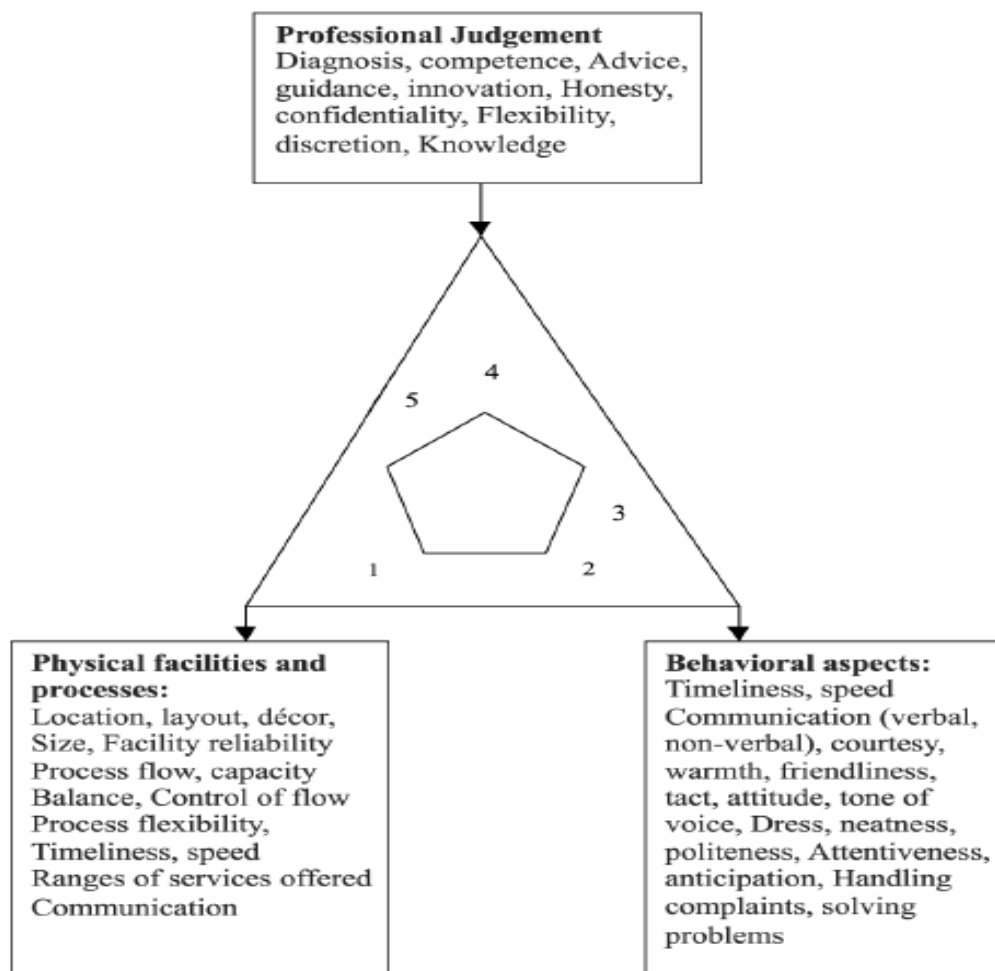 Professional Judgement
Diagnosis, competence, Advice,
guidance, innovation, Honesty,
confidentiality, Flexibility,
discretion, Knowledge
4
5
3
1
2
Physical facilities and
processes:
Location, layout, décor,
Size, Facility reliability
Process flow, capacity
Balance, Control of flow
Process flexibility,
Timeliness, speed
Ranges of services offered
Communication
Behavioral aspects:
Timeliness, speed
Communication (verbal,
non-verbal), courtesy,
warmth, friendliness,
tact, attitude, tone of
voice, Dress, neatness,
politeness, Attentiveness,
anticipation, Handling
complaints, solving
problems